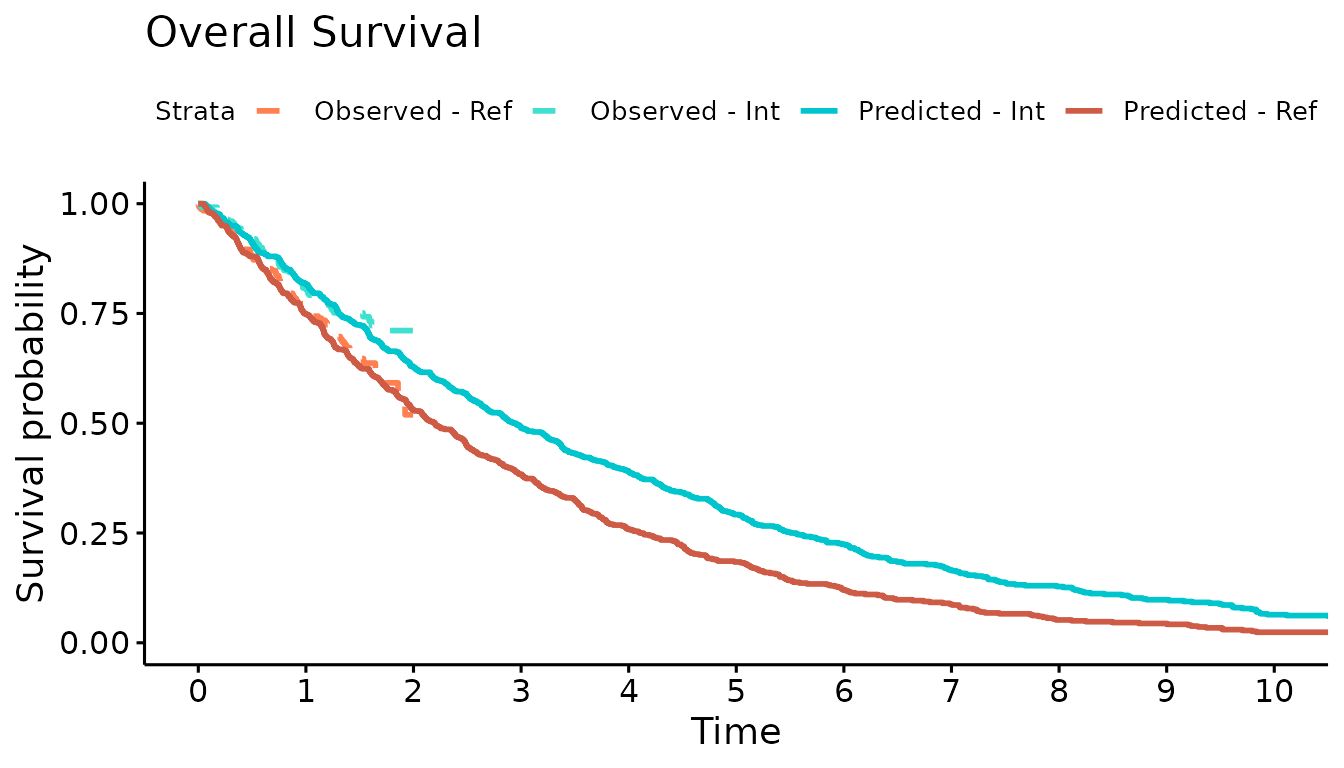 Overall Survival
Strata Observed - Ref Observed - Int Predicted - Int Predicted - Ref
Survival probability
1.00
0.75
0.50
0.25
0.00
0 1 2 3 4 5 6 7 8 9 10
Time